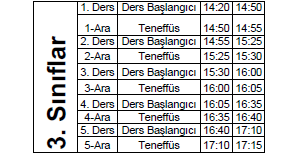 3. Sınıflar
1. Ders Ders Başlangıcı 14:20 14:50
1-Ara Teneffüs 14:50 14:55
2. Ders Ders Başlangıcı 14:55 15:25
2-Ara Teneffüs 15:25 15:30
3. Ders Ders Başlangıcı 15:30 16:00
3-Ara Teneffüs 16:00 16:05
4. Ders Ders Başlangıcı 16:05 16:35
4-Ara Teneffüs 16:35 16:40
5. Ders Ders Başlangıcı 16:40 17:10
5-Ara Teneffüs 17:10 17:15